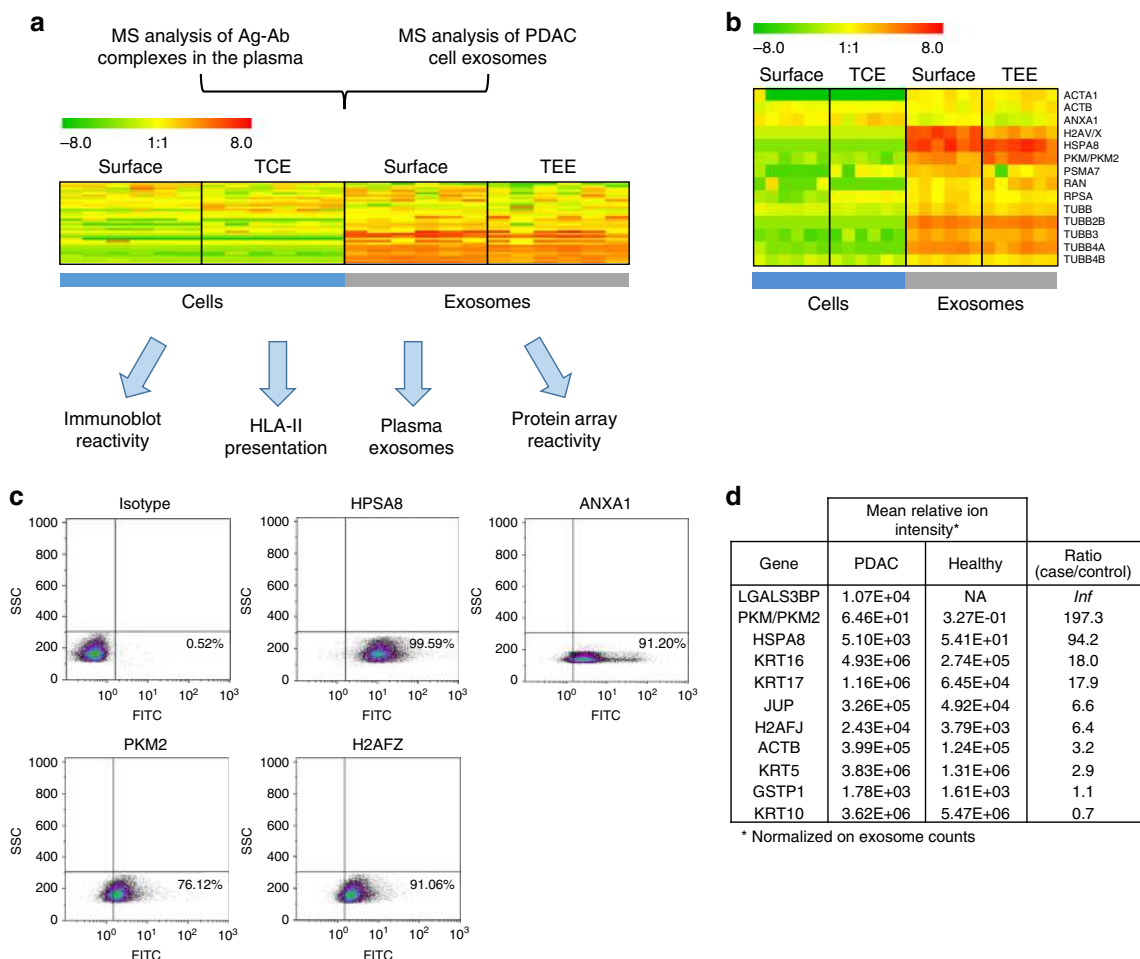 a
MS analysis of Ag-Ab
complexes in the plasma
MS analysis of PDAC
cell exosomes
–8.0 1:1 8.0
Surface TCE Surface TEE
Cells Exosomes
Immunoblot
reactivity
HLA-II
presentation
Plasma
exosomes
Protein array
reactivity
b
–8.0 1:1 8.0
Surface TCE Surface TEE
ACTA1
ACTB
ANXA1
H2AV/X
HSPA8
PKM/PKM2
PSMA7
RAN
RPSA
TUBB
TUBB2B
TUBB3
TUBB4A
TUBB4B
Cells Exosomes
c
Isotype
1000
800
600
400
200
0
SSC
0.52%
10⁰ 10¹ 10² 10³
FITC
HPSA8
1000
800
600
400
200
0
SSC
99.59%
10⁰ 10¹ 10² 10³
FITC
ANXA1
1000
800
600
400
200
0
SSC
91.20%
10⁰ 10¹ 10² 10³
FITC
PKM2
1000
800
600
400
200
0
SSC
76.12%
10⁰ 10¹ 10² 10³
FITC
H2AFZ
1000
800
600
400
200
0
SSC
91.06%
10⁰ 10¹ 10² 10³
FITC
d
Mean relative ion
intensity*
Gene PDAC Healthy Ratio
(case/control)
LGALS3BP 1.07E+04 NA Inf
PKM/PKM2 6.46E+01 3.27E-01 197.3
HSPA8 5.10E+03 5.41E+01 94.2
KRT16 4.93E+06 2.74E+05 18.0
KRT17 1.16E+06 6.45E+04 17.9
JUP 3.26E+05 4.92E+04 6.6
H2AFJ 2.43E+04 3.79E+03 6.4
ACTB 3.99E+05 1.24E+05 3.2
KRT5 3.83E+06 1.31E+06 2.9
GSTP1 1.78E+03 1.61E+03 1.1
KRT10 3.62E+06 5.47E+06 0.7
* Normalized on exosome counts